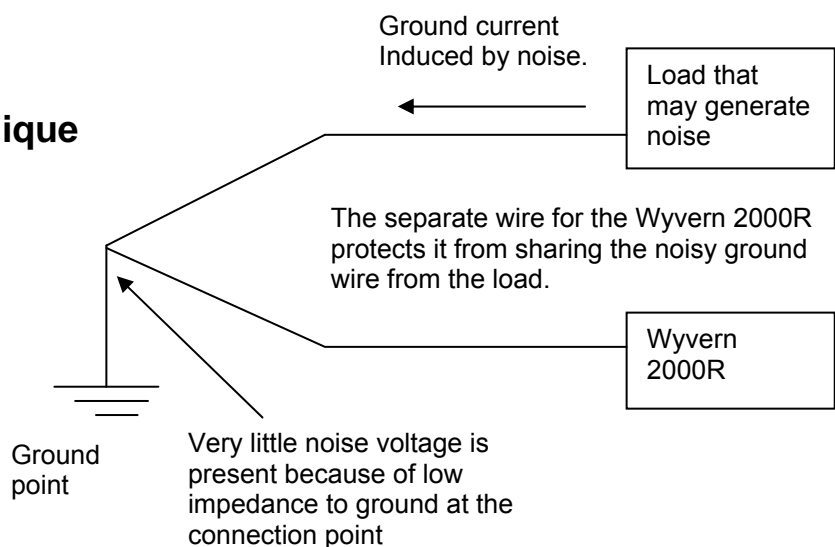 Ground current
Induced by noise.
Load that
may generate
noise
ique
The separate wire for the Wyvern 2000R
protects it from sharing the noisy ground
wire from the load.
Wyvern
2000R
Ground
point
Very little noise voltage is
present because of low
impedance to ground at the
connection point